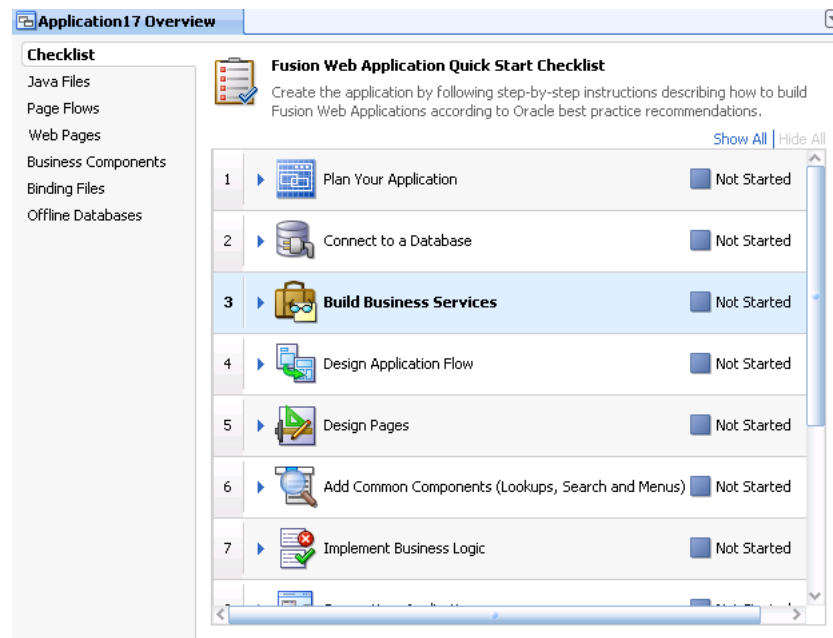 Application17 Overview
Checklist
Java Files
Page Flows
Web Pages
Business Components
Binding Files
Offline Databases
Fusion Web Application Quick Start Checklist
Create the application by following step-by-step instructions describing how to build
Fusion Web Applications according to Oracle best practice recommendations.
Show All | Hide All
1 Plan Your Application Not Started
2 Connect to a Database Not Started
3 Build Business Services Not Started
4 Design Application Flow Not Started
5 Design Pages Not Started
6 Add Common Components (Lookups, Search and Menus) Not Started
7 Implement Business Logic Not Started